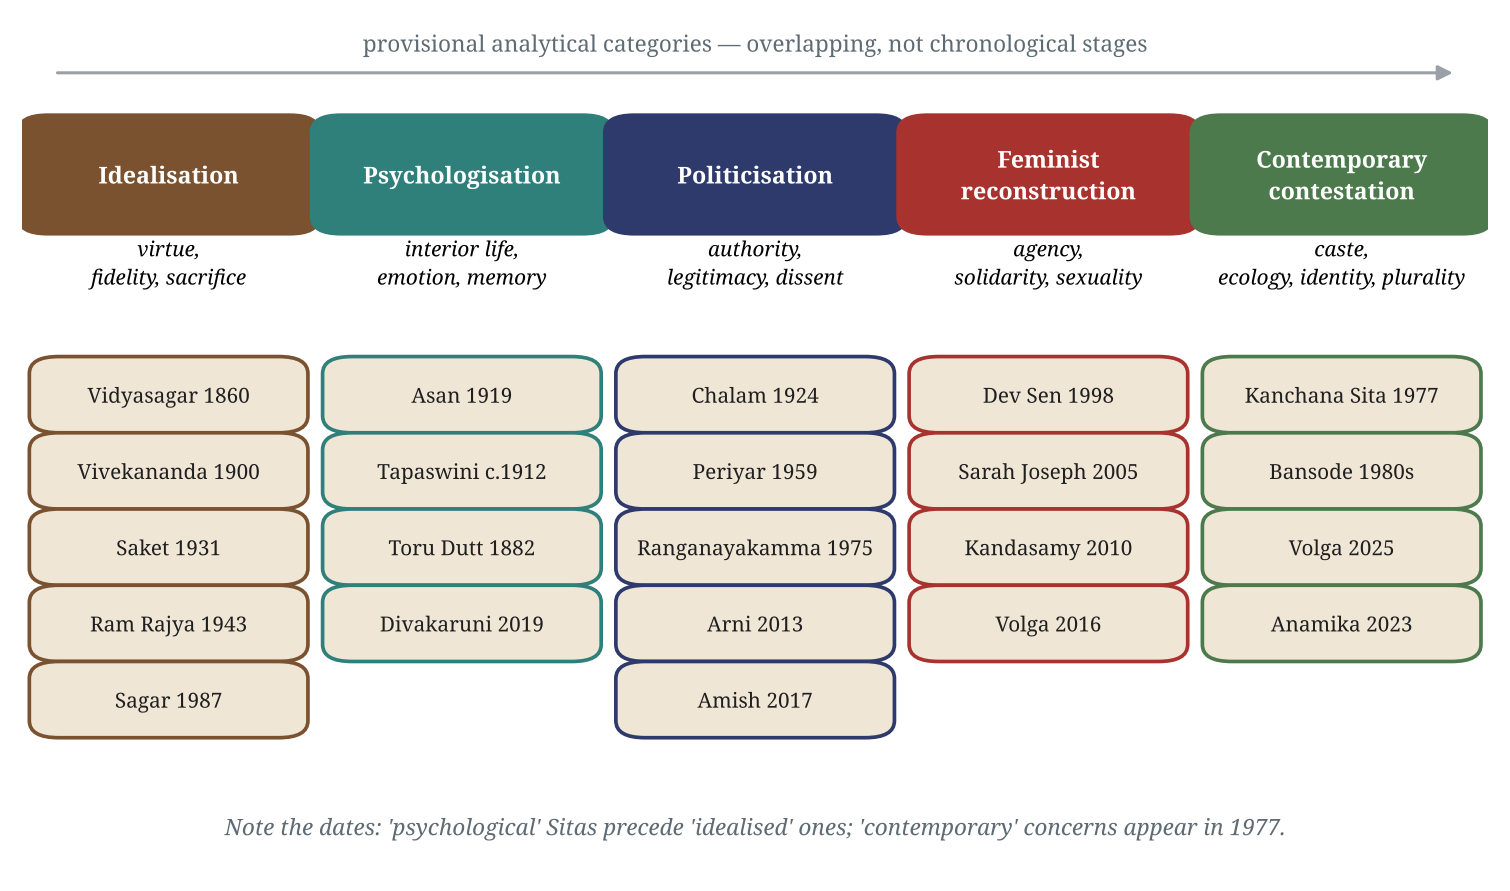 provisional analytical categories — overlapping, not chronological stages
Idealisation
virtue,
fidelity, sacrifice
Vidyasagar 1860
Vivekananda 1900
Saket 1931
Ram Rajya 1943
Sagar 1987
Psychologisation
interior life,
emotion, memory
Asan 1919
Tapaswini c.1912
Toru Dutt 1882
Divakaruni 2019
Politicisation
authority,
legitimacy, dissent
Chalam 1924
Periyar 1959
Ranganayakamma 1975
Arni 2013
Amish 2017
Feminist
reconstruction
agency,
solidarity, sexuality
Dev Sen 1998
Sarah Joseph 2005
Kandasamy 2010
Volga 2016
Contemporary
contestation
caste,
ecology, identity, plurality
Kanchana Sita 1977
Bansode 1980s
Volga 2025
Anamika 2023
Note the dates: 'psychological' Sitas precede 'idealised' ones; 'contemporary' concerns appear in 1977.